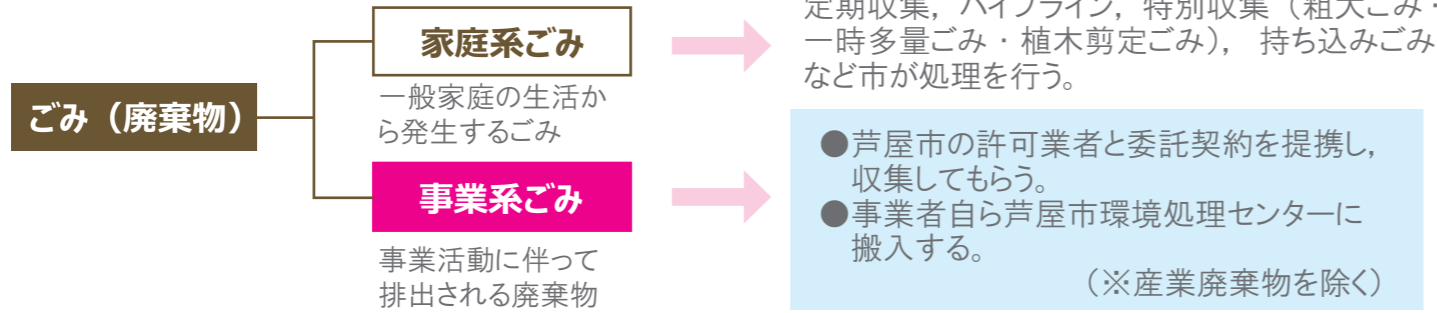 ごみ（廃棄物）
家庭系ごみ
一般家庭の生活か
ら発生するごみ
定期収集，パイプライン，特別収集（粗大ごみ・
一時多量ごみ・植木剪定ごみ），持ち込みごみ
など市が処理を行う。
事業系ごみ
事業活動に伴って
排出される廃棄物
●芦屋市の許可業者と委託契約を提携し，
収集してもらう。
●事業者自ら芦屋市環境処理センターに
搬入する。
（※産業廃棄物を除く）